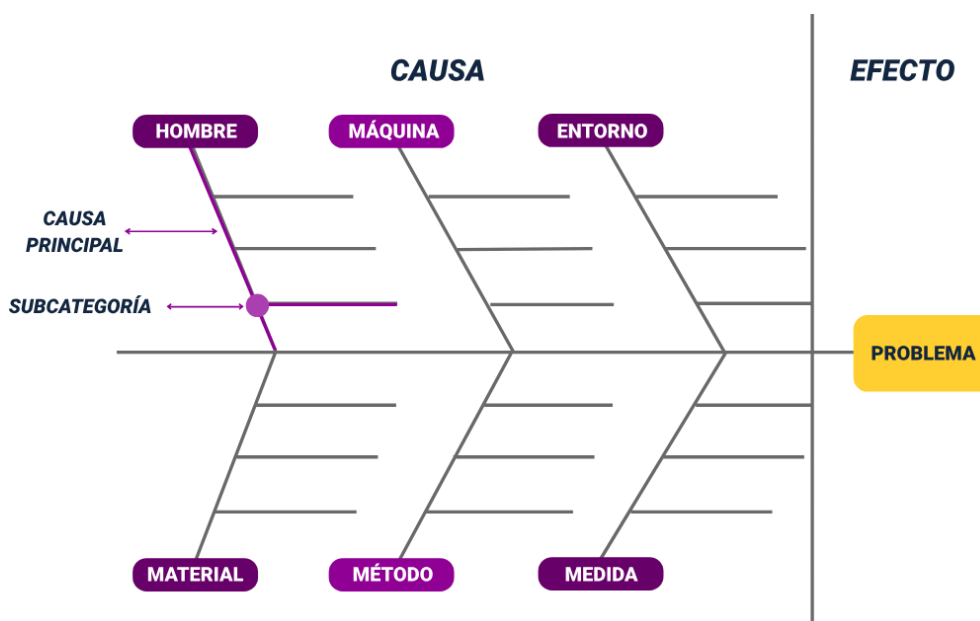 CAUSA
EFECTO
HOMBRE
MÁQUINA
ENTORNO
CAUSA
PRINCIPAL
SUBCATEGORÍA
PROBLEMA
MATERIAL
MÉTODO
MEDIDA